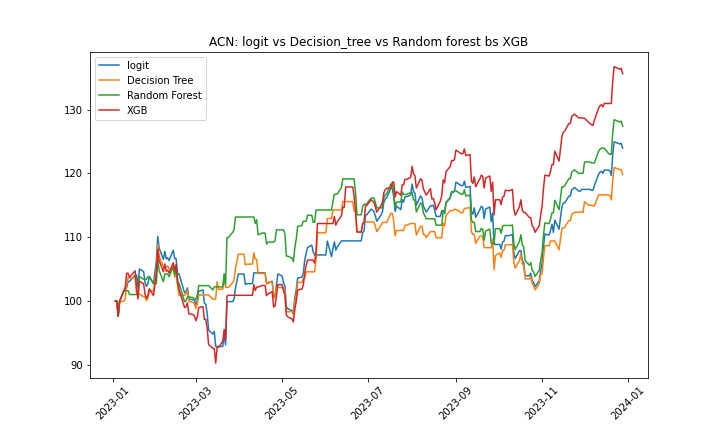 ACN: logit vs Decision_tree vs Random forest bs XGB
logit
Decision Tree
Random Forest
XGB
130
120
110
100
90
2023-01
2023-03
2023-05
2023-07
2023-09
2023-11
2024-01